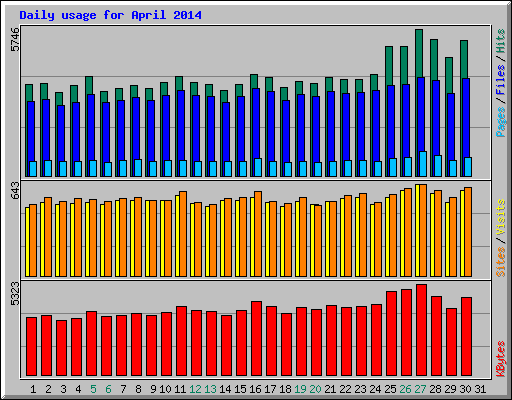 Daily usage for April 2014
5746
Pages / Files / Hits
643
Sites / Visits
5323
KBytes
1 2 3 4 5 6 7 8 9 10 11 12 13 14 15 16 17 18 19 20 21 22 23 24 25 26 27 28 29 30 31